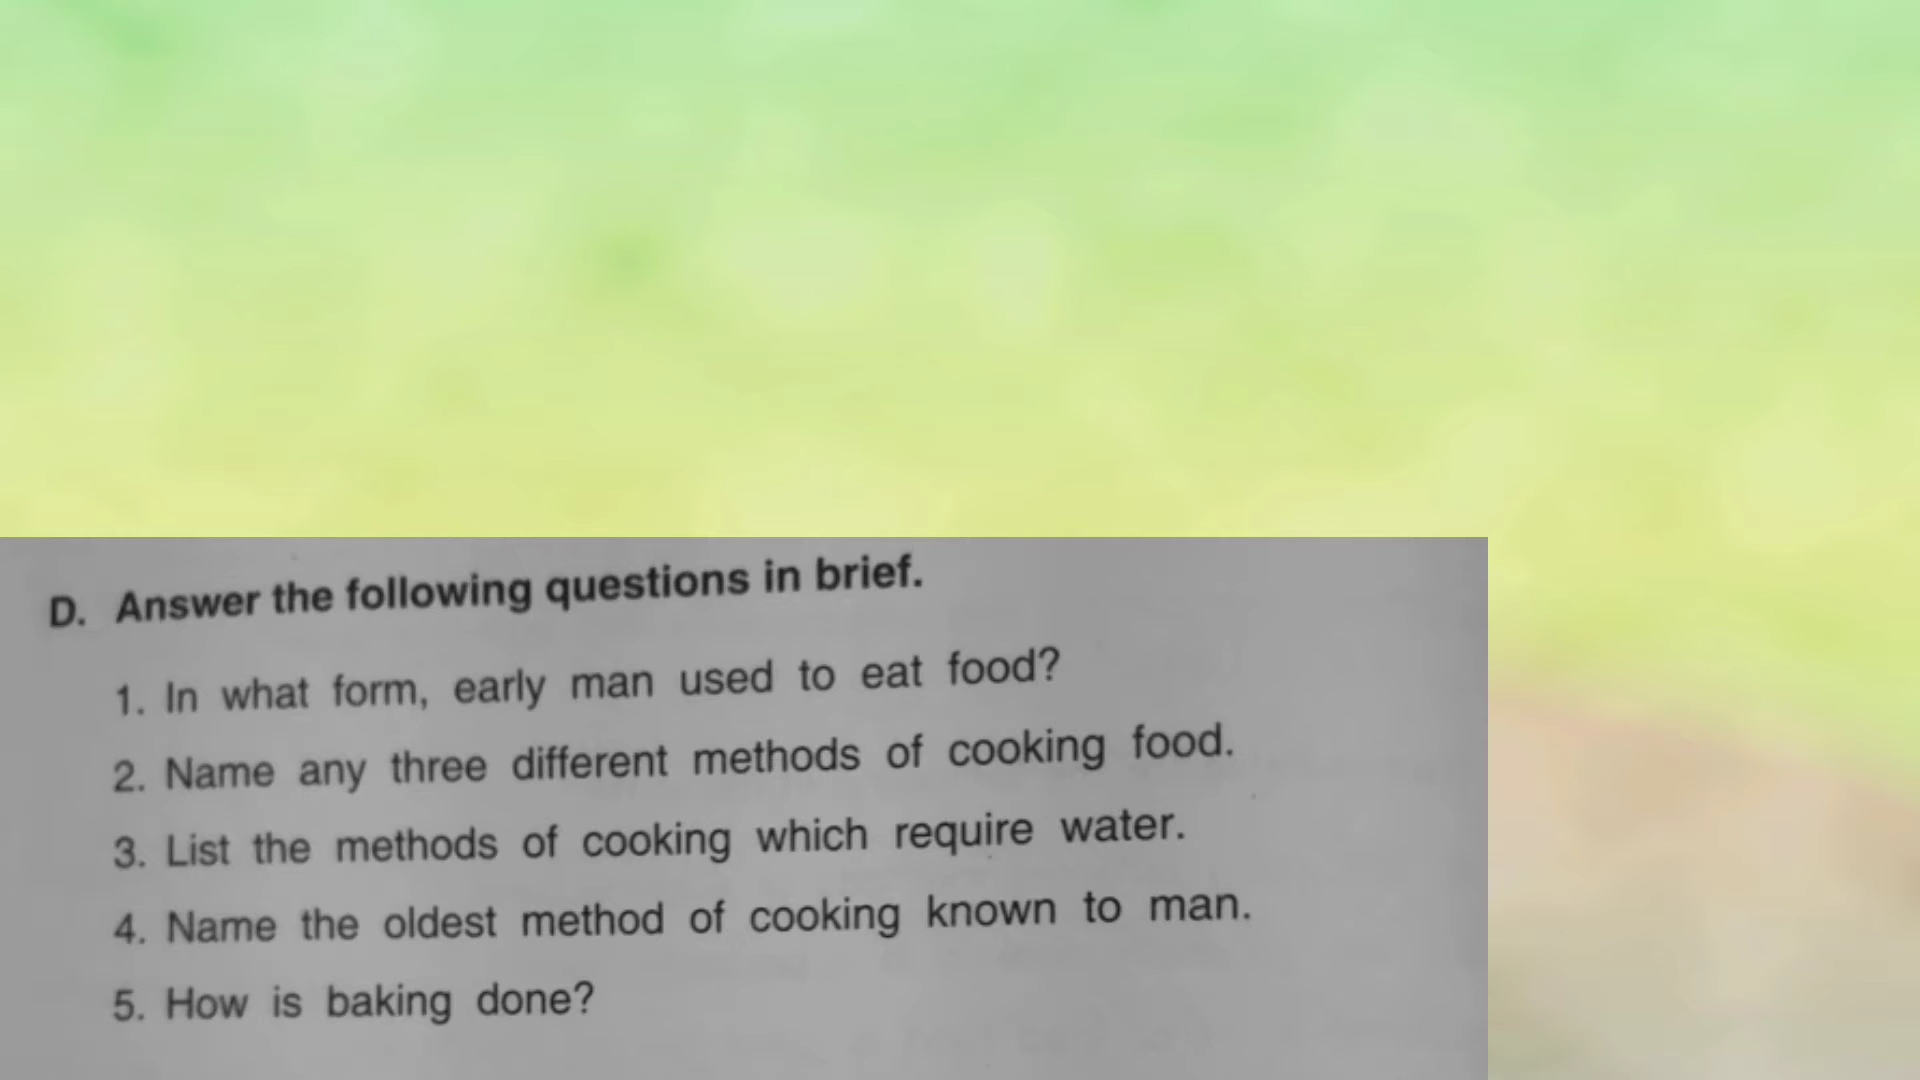 D. Answer the following questions in brief.
1. In what form, early man used to eat food?
2. Name any three different methods of cooking food.
3. List the methods of cooking which require water.
4. Name the oldest method of cooking known to man.
5. How is baking done?